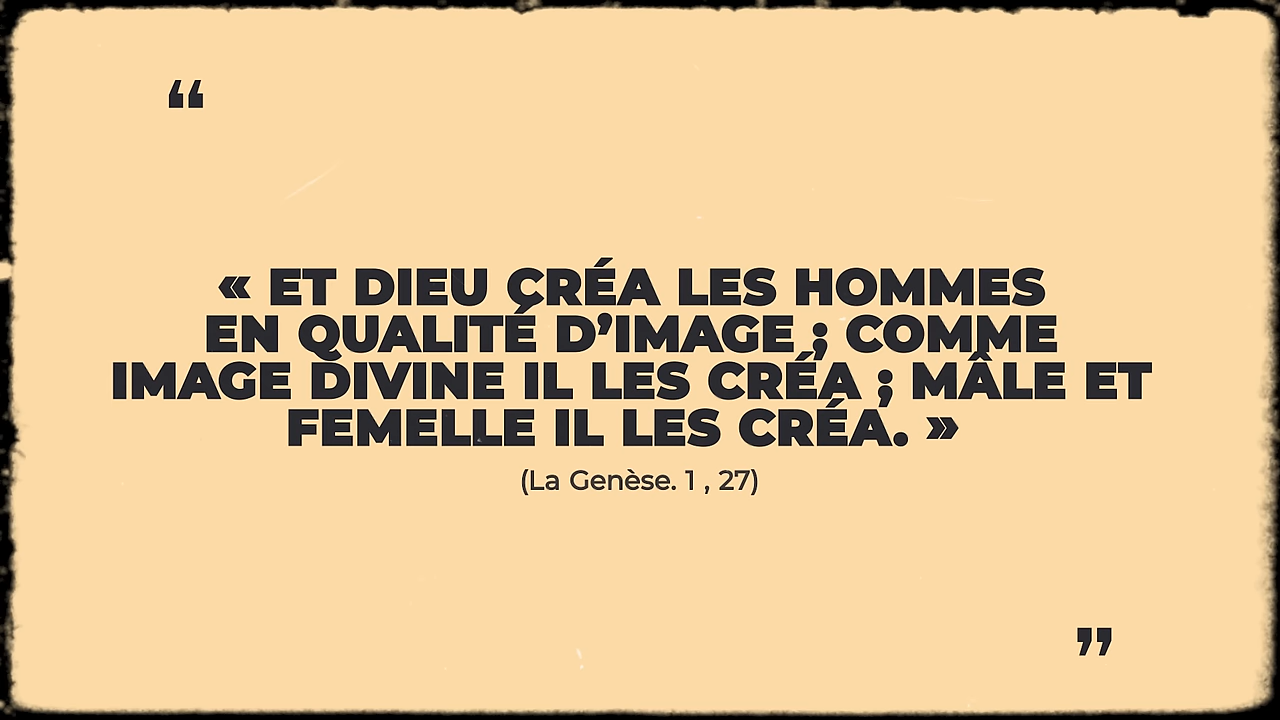 “
« ET DIEU CRÉA LES HOMMES
EN QUALITÉ D’IMAGE ; COMME
IMAGE DIVINE IL LES CRÉA ; MÂLE ET
FEMELLE IL LES CRÉA. »
(La Genèse. 1 , 27)
”